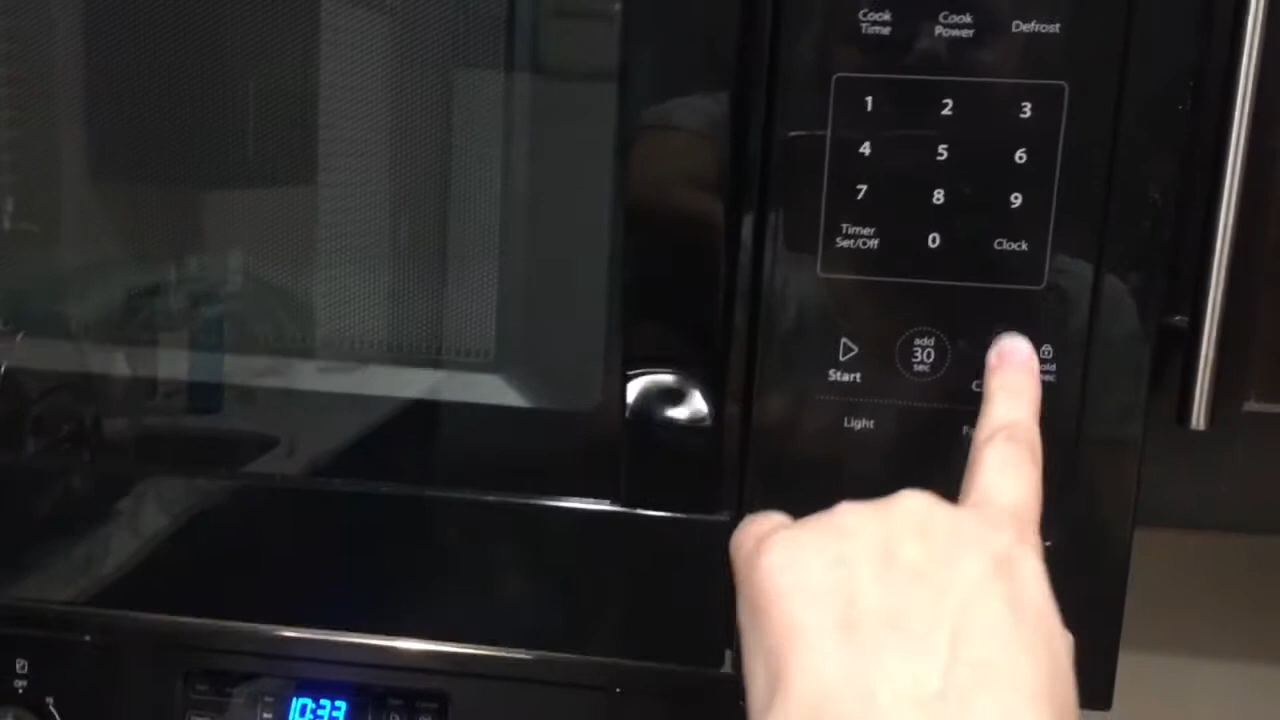 Cook
Time
Cook
Power
Defrost
1 2 3
4 5 6
7 8 9
Timer
Set/Off
0
Clock
add
30
sec
Start
Light
OFF
10:33